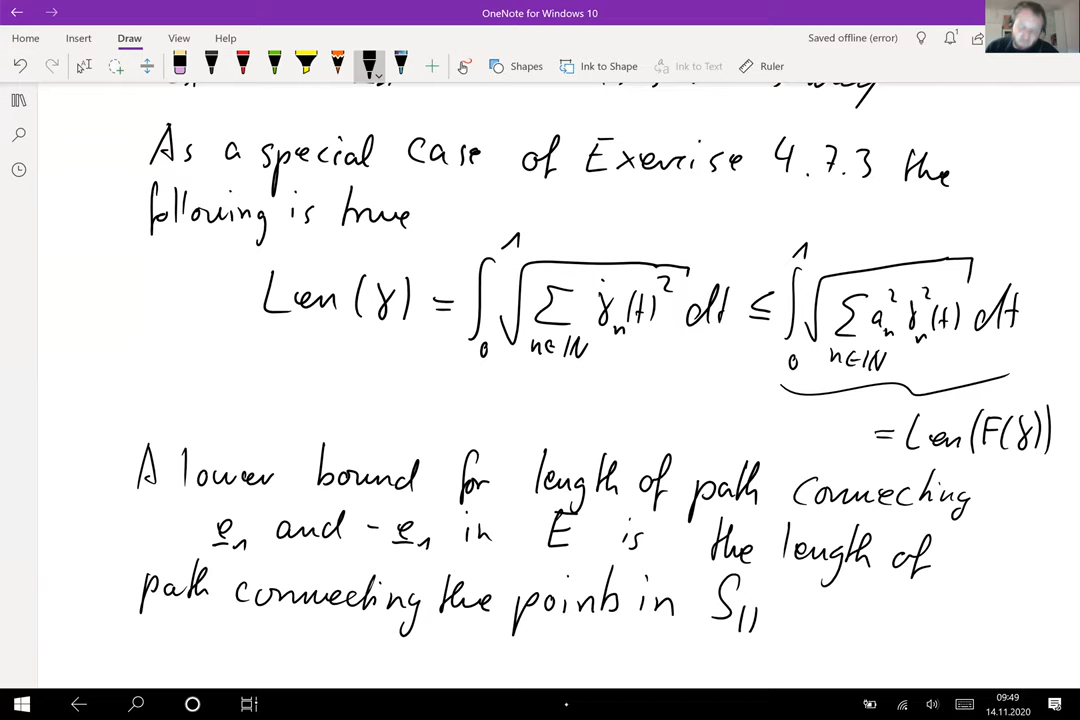 OneNote for Windows 10
Home Insert Draw View Help Saved offline (error)
Shapes Ink to Shape Ink to Text Ruler
As a special case of Exercise 4.7.3 the
following is true
Len(γ) = ∫₀¹ √(∑_{n∈ℕ} γ̇ₙ(t)²) dt ≤ ∫₀¹ √(∑_{n∈ℕ} aₙ² γ̇ₙ²(t)) dt
= Len(F(γ))
A lower bound for length of path connecting
e₁ and -e₁ in E is the length of
path connecting the points in S_{||
09:49
14.11.2020